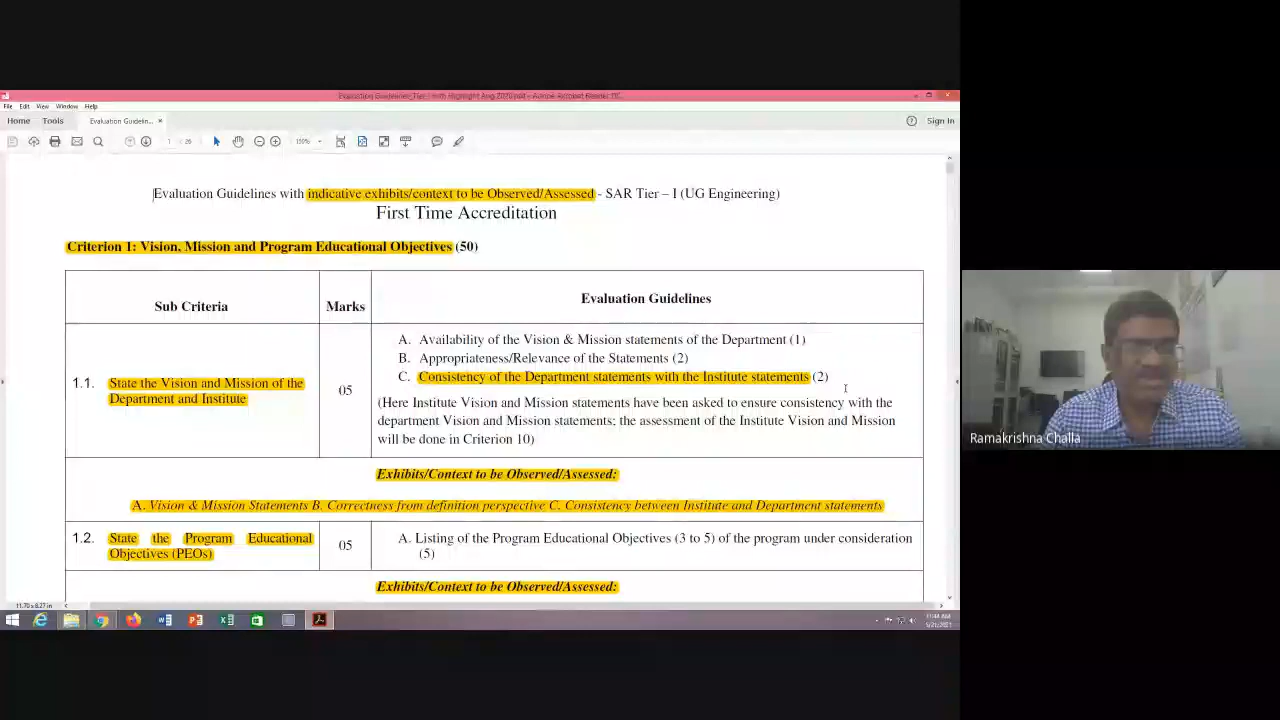 File Edit View Window Help
Home Tools Evaluation Guidelin... × Sign In
1 / 26
Evaluation Guidelines with indicative exhibits/context to be Observed/Assessed - SAR Tier – I (UG Engineering)
First Time Accreditation
Criterion 1: Vision, Mission and Program Educational Objectives (50)
Sub Criteria Marks Evaluation Guidelines
1.1. State the Vision and Mission of the
Department and Institute
05
A. Availability of the Vision & Mission statements of the Department (1)
B. Appropriateness/Relevance of the Statements (2)
C. Consistency of the Department statements with the Institute statements (2)
(Here Institute Vision and Mission statements have been asked to ensure consistency with the
department Vision and Mission statements; the assessment of the Institute Vision and Mission
will be done in Criterion 10)
Exhibits/Context to be Observed/Assessed:
A. Vision & Mission Statements B. Correctness from definition perspective C. Consistency between Institute and Department statements
1.2. State the Program Educational
Objectives (PEOs)
05
A. Listing of the Program Educational Objectives (3 to 5) of the program under consideration
(5)
Exhibits/Context to be Observed/Assessed:
11.70 x 8.27 in
Ramakrishna Challa